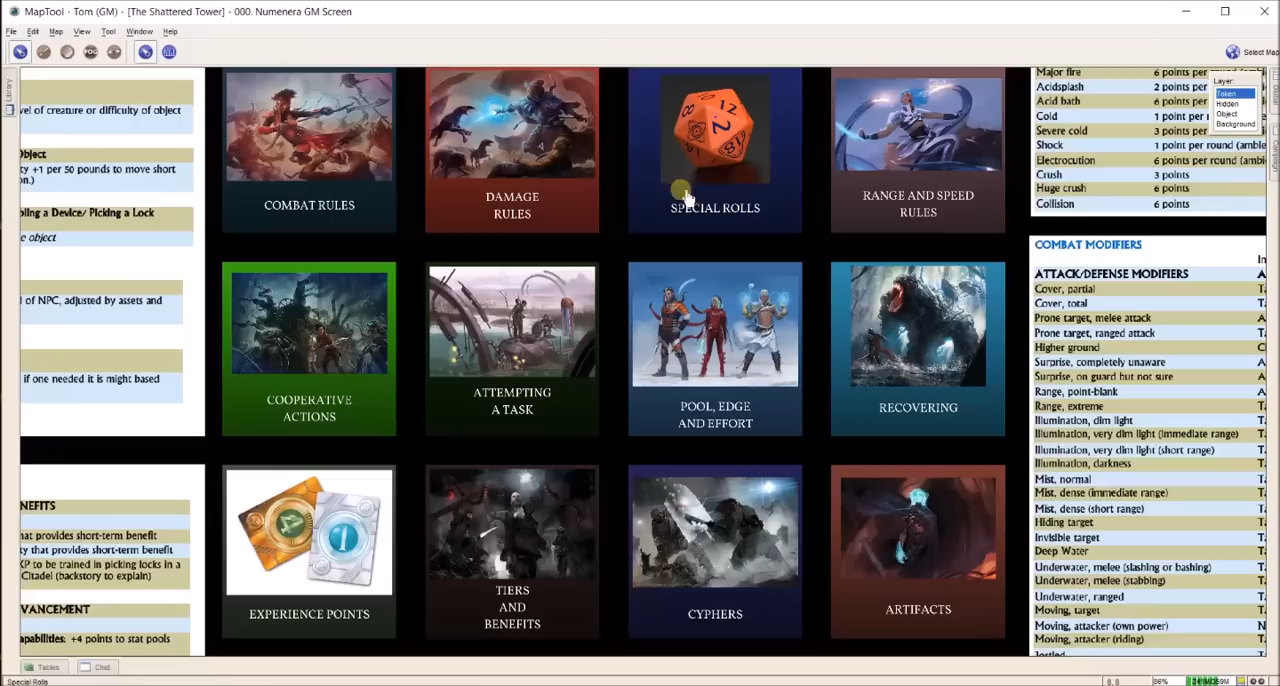 MapTool - Tom (GM) - [The Shattered Tower] - 000. Numenera GM Screen
File Edit Map View Tool Window Help
FOG
Select Map
Library
vel of creature or difficulty of object
Object
ty +1 per 50 pounds to move short
on.)
bling a Device/ Picking a Lock
e object
l of NPC, adjusted by assets and
if one needed it is might based
NEFITS
hat provides short-term benefit
ty that provides short-term benefit
XP to be trained in picking locks in a
Citadel (backstory to explain)
VANCEMENT
apabilities: +4 points to stat pools
COMBAT RULES
DAMAGE
RULES
SPECIAL ROLLS
RANGE AND SPEED
RULES
COOPERATIVE
ACTIONS
ATTEMPTING
A TASK
POOL, EDGE
AND EFFORT
RECOVERING
EXPERIENCE POINTS
TIERS
AND
BENEFITS
CYPHERS
ARTIFACTS
Layer
Token
Hidden
Object
Background
Major fire 6 points per
Acidsplash 2 points per
Acid bath 6 points per
Cold 1 point per
Severe cold 3 points per
Shock 1 point per round (ambie
Electrocution 6 points per round (ambi
Crush 3 points
Huge crush 6 points
Collision 6 points
COMBAT MODIFIERS
In
ATTACK/DEFENSE MODIFIERS A
Cover, partial A
Cover, total T
Prone target, melee attack A
Prone target, ranged attack T
Higher ground C
Surprise, completely unaware A
Surprise, on guard but not sure A
Range, point-blank A
Range, extreme T
Illumination, dim light T
Illumination, very dim light (immediate range) T
Illumination, very dim light (short range) T
Illumination, darkness T
Mist, normal T
Mist, dense (immediate range) T
Mist, dense (short range) T
Hiding target T
Invisible target T
Deep Water T
Underwater, melee (slashing or bashing) T
Underwater, melee (stabbing) T
Underwater, ranged T
Moving, target T
Moving, attacker (own power) N
Moving, attacker (riding) T
Jostled
Tables Chat
Special Rolls
6, 8 86%